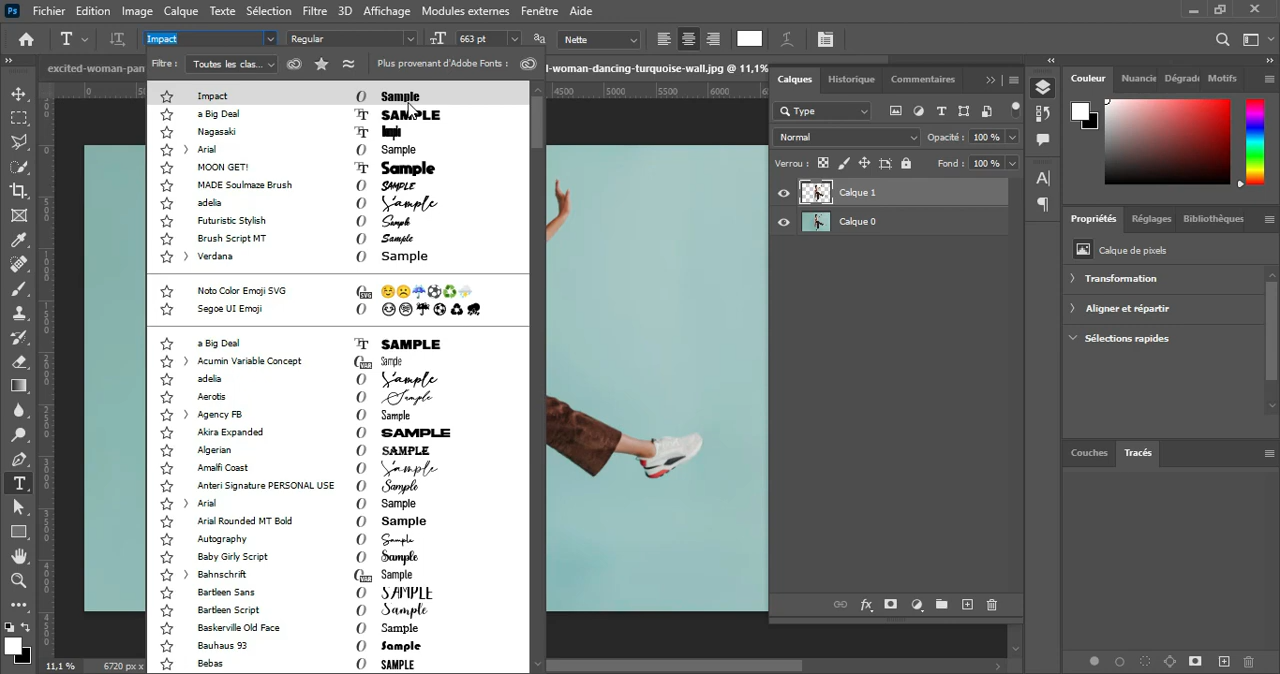 Ps Fichier Edition Image Calque Texte Sélection Filtre 3D Affichage Modules externes Fenêtre Aide
T Impact Regular 663 pt Nette
Filtre : Toutes les clas... Plus provenant d'Adobe Fonts :
excited-woman-pan
l-woman-dancing-turquoise-wall.jpg @ 11,1%
0 4500 5000 5500 6000
Impact Sample
a Big Deal SAMPLE
Nagasaki
Arial Sample
MOON GET! Sample
MADE Soulmaze Brush SAMPLE
adelia Sample
Futuristic Stylish Sample
Brush Script MT Sample
Verdana Sample
Noto Color Emoji SVG
Segoe UI Emoji
a Big Deal SAMPLE
Acumin Variable Concept Sample
adelia Sample
Aerotis Sample
Agency FB Sample
Akira Expanded SAMPLE
Algerian SAMPLE
Amalfi Coast Sample
Anteri Signature PERSONAL USE Sample
Arial Sample
Arial Rounded MT Bold Sample
Autography Sample
Baby Girly Script Sample
Bahnschrift Sample
Bartleen Sans SAMPLE
Bartleen Script Sample
Baskerville Old Face Sample
Bauhaus 93 Sample
Bebas SAMPLE
Calques Historique Commentaires
Type
Normal Opacité : 100 %
Verrou : Fond : 100 %
Calque 1
Calque 0
fx
Couleur Nuancie Dégradé Motifs
Propriétés Réglages Bibliothèques
Calque de pixels
Transformation
Aligner et répartir
Sélections rapides
Couches Tracés
11,1 % 6720 px x